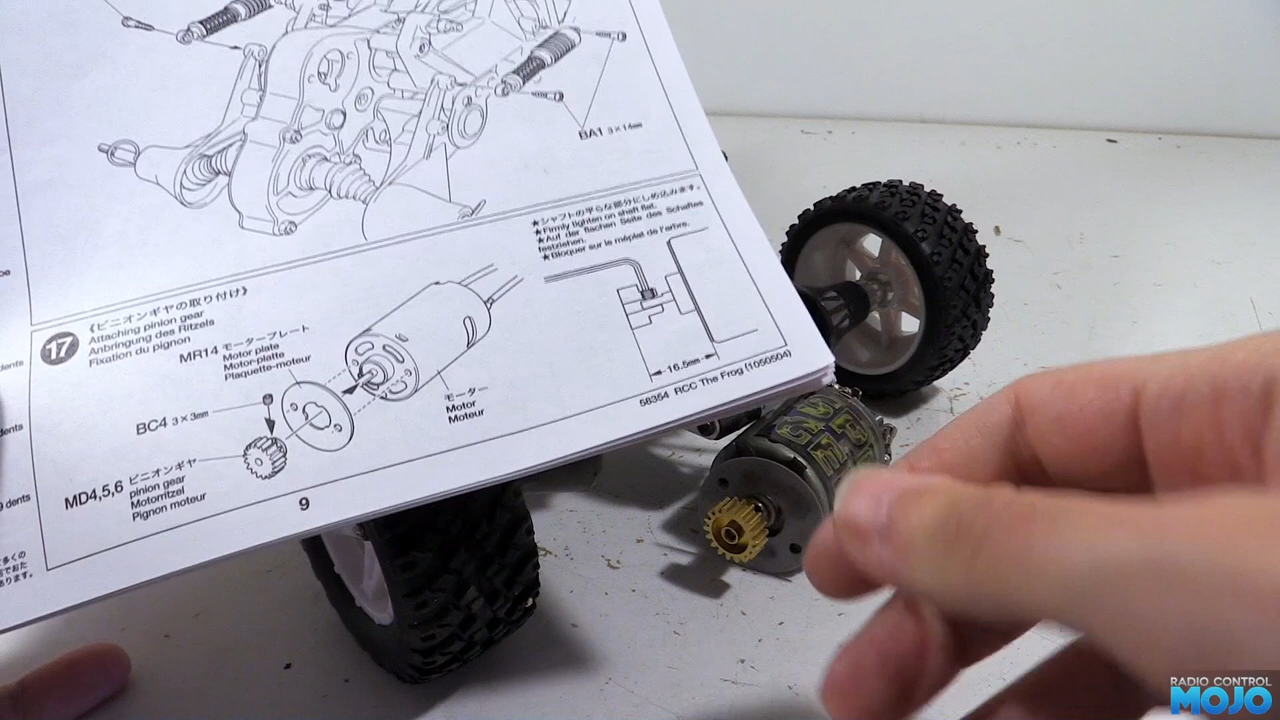 BA1 3×14㎜
★シャフトの平らな部分にしめ込みます。
★Firmly tighten on shaft flat.
★Auf der flachen Seite des Schaftes
festziehen.
★Bloquer sur le méplat de l'arbre.
17
《ピニオンギヤの取り付け》
Attaching pinion gear
Anbringung des Ritzels
Fixation du pignon
MR14 モータープレート
Motor plate
Motor-platte
Plaquette-moteur
BC4 3×3㎜
モーター
Motor
Moteur
16.5㎜
MD4,5,6 ピニオンギヤ
pinion gear
Motorritzel
Pignon moteur
58354 RCC The Frog (1050504)
9
RADIO CONTROL
MOJO